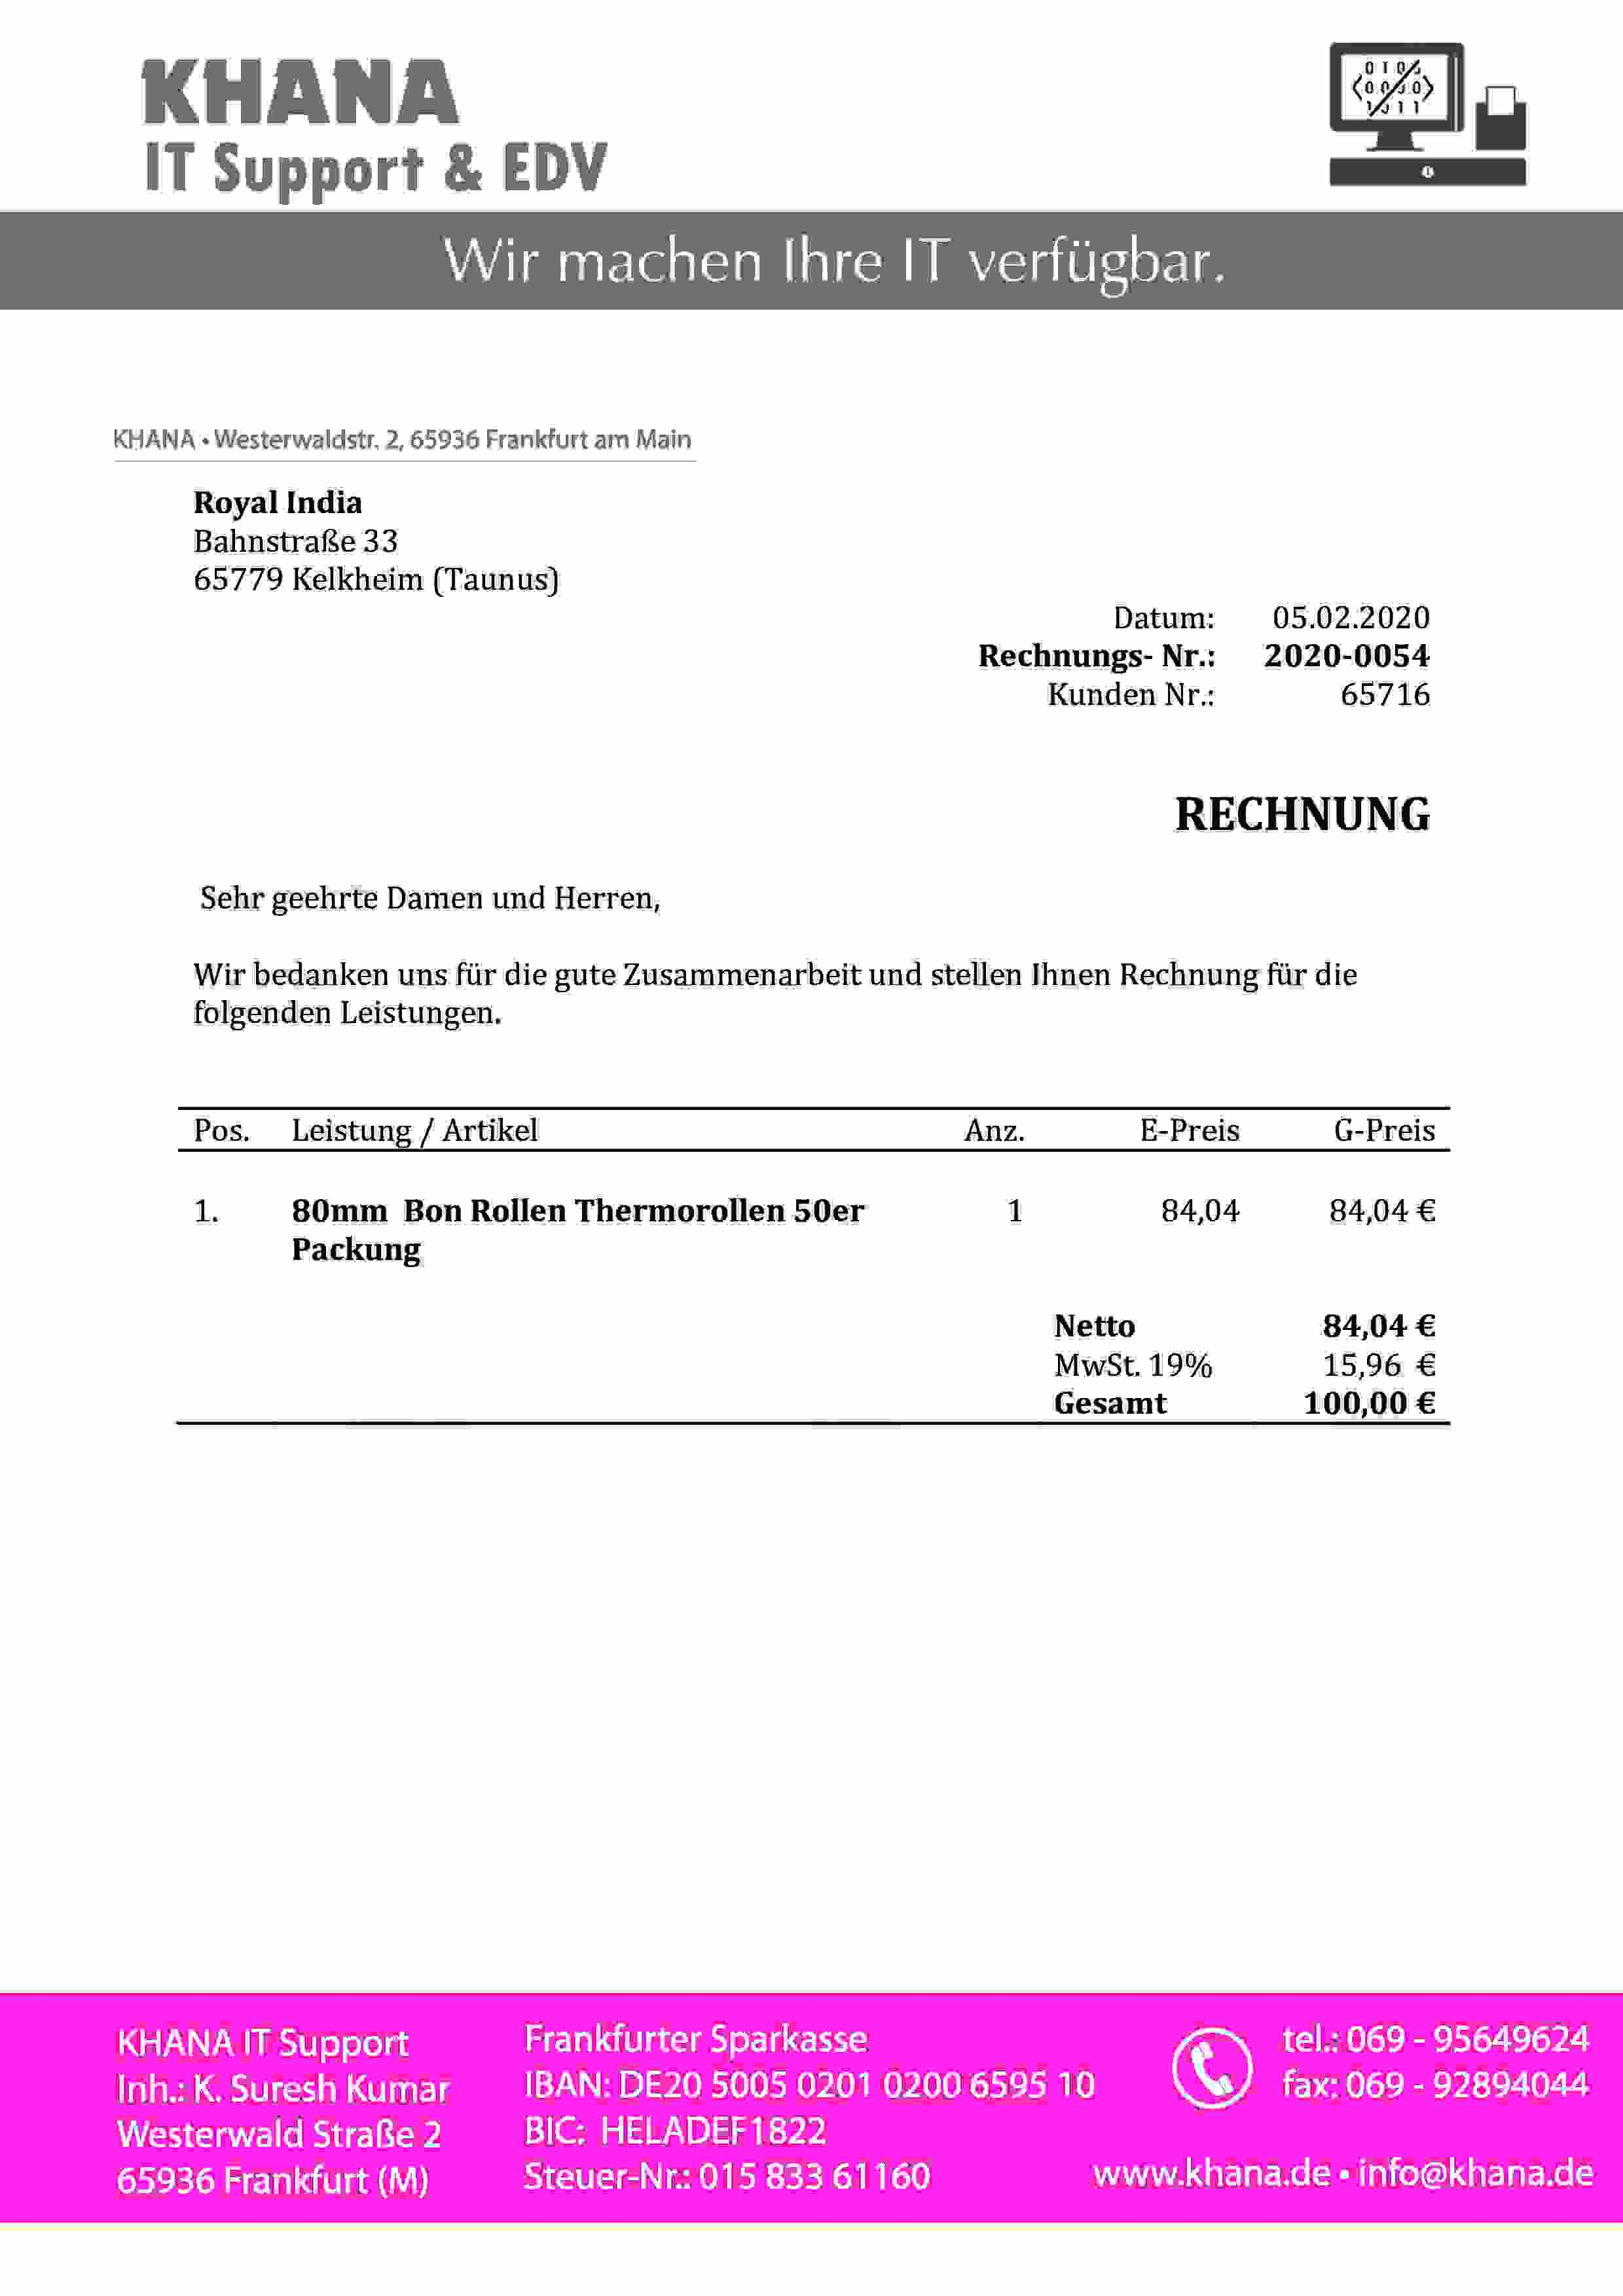 KHANA
IT Support & EDV
Wir machen Ihre IT verfügbar.
KHANA • Westerwaldstr. 2, 65936 Frankfurt am Main
Royal India
Bahnstraße 33
65779 Kelkheim (Taunus)
Datum: 05.02.2020
Rechnungs- Nr.: 2020-0054
Kunden Nr.: 65716
RECHNUNG
Sehr geehrte Damen und Herren,
Wir bedanken uns für die gute Zusammenarbeit und stellen Ihnen Rechnung für die
folgenden Leistungen.
Pos. Leistung / Artikel Anz. E-Preis G-Preis
1. 80mm Bon Rollen Thermorollen 50er 1 84,04 84,04 €
Packung
Netto 84,04 €
MwSt. 19% 15,96 €
Gesamt 100,00 €
KHANA IT Support
Inh.: K. Suresh Kumar
Westerwald Straße 2
65936 Frankfurt (M)
Frankfurter Sparkasse
IBAN: DE20 5005 0201 0200 6595 10
BIC: HELADEF1822
Steuer-Nr.: 015 833 61160
tel.: 069 - 95649624
fax: 069 - 92894044
www.khana.de • info@khana.de